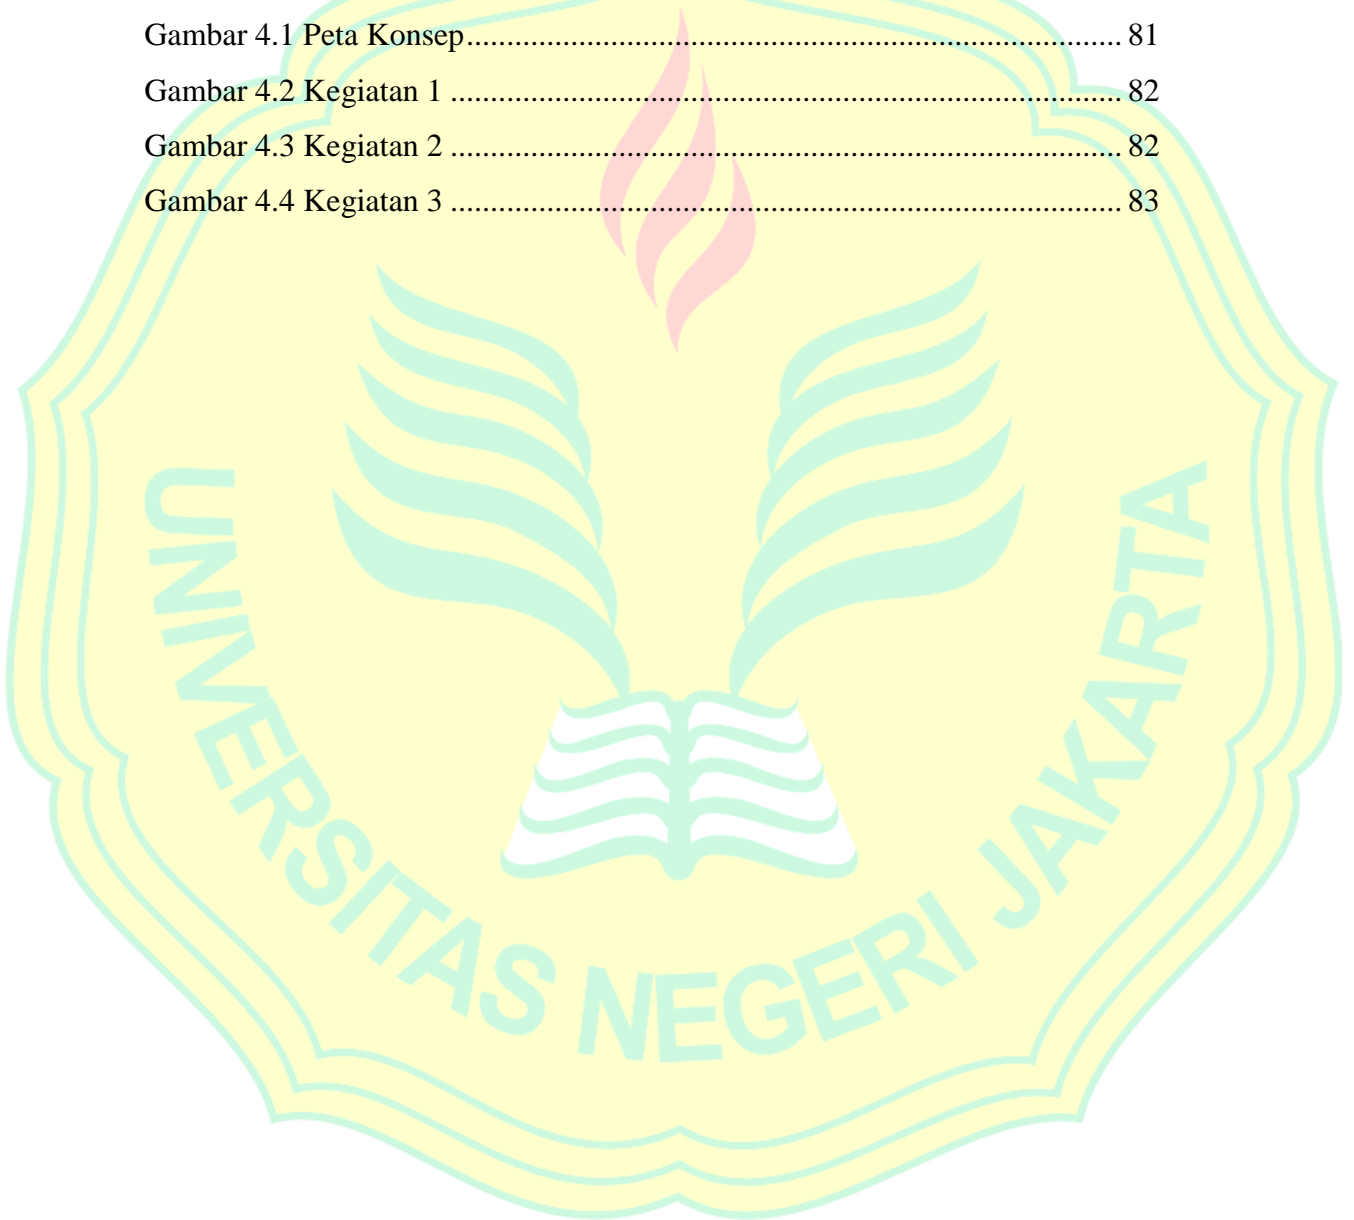 Gambar 4.1 Peta Konsep.................................................................................. 81
Gambar 4.2 Kegiatan 1 .................................................................................... 82
Gambar 4.3 Kegiatan 2 .................................................................................... 82
Gambar 4.4 Kegiatan 3 .................................................................................... 83
UNIVERSITAS NEGERI JAKARTA